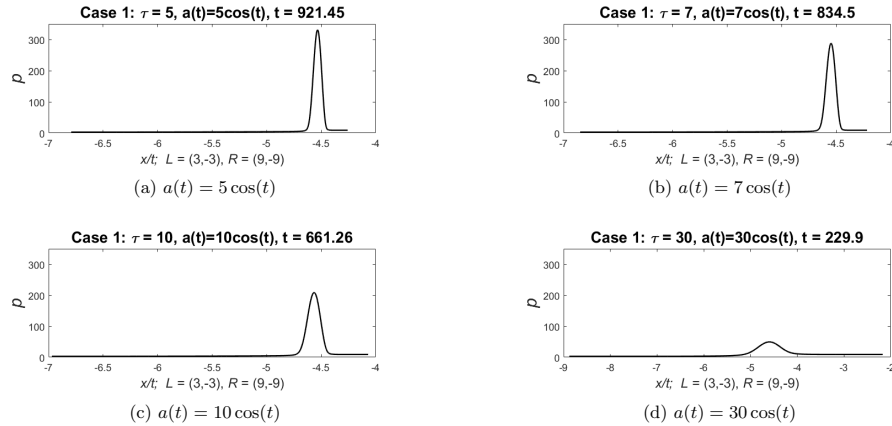 Case 1: τ = 5, a(t)=5cos(t), t = 921.45
300
200
100
0
p
-7 -6.5 -6 -5.5 -5 -4.5 -4
x/t; L = (3,-3), R = (9,-9)
(a) a(t) = 5 cos(t)
Case 1: τ = 7, a(t)=7cos(t), t = 834.5
300
200
100
0
p
-7 -6.5 -6 -5.5 -5 -4.5 -4
x/t; L = (3,-3), R = (9,-9)
(b) a(t) = 7 cos(t)
Case 1: τ = 10, a(t)=10cos(t), t = 661.26
300
200
100
0
p
-7 -6.5 -6 -5.5 -5 -4.5 -4
x/t; L = (3,-3), R = (9,-9)
(c) a(t) = 10 cos(t)
Case 1: τ = 30, a(t)=30cos(t), t = 229.9
300
200
100
0
p
-9 -8 -7 -6 -5 -4 -3 -2
x/t; L = (3,-3), R = (9,-9)
(d) a(t) = 30 cos(t)